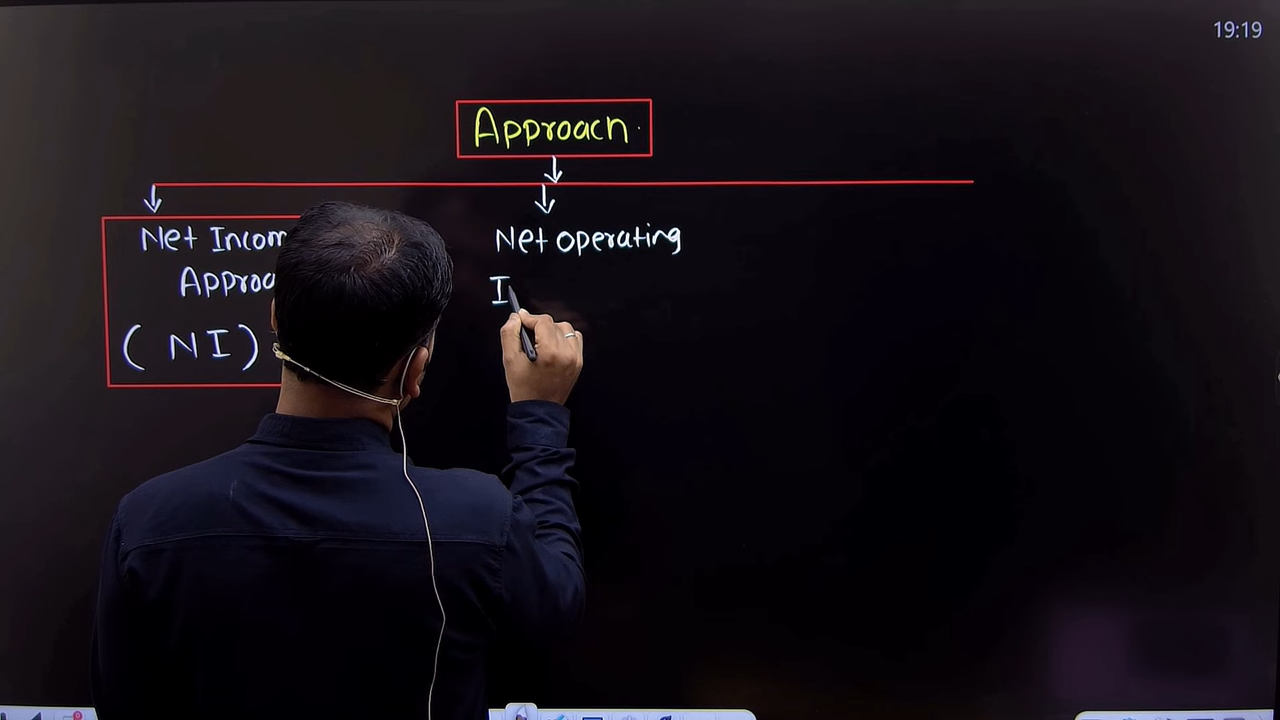 19:19
Approach
Net Incom
Approa
(NI)
Net operating
I